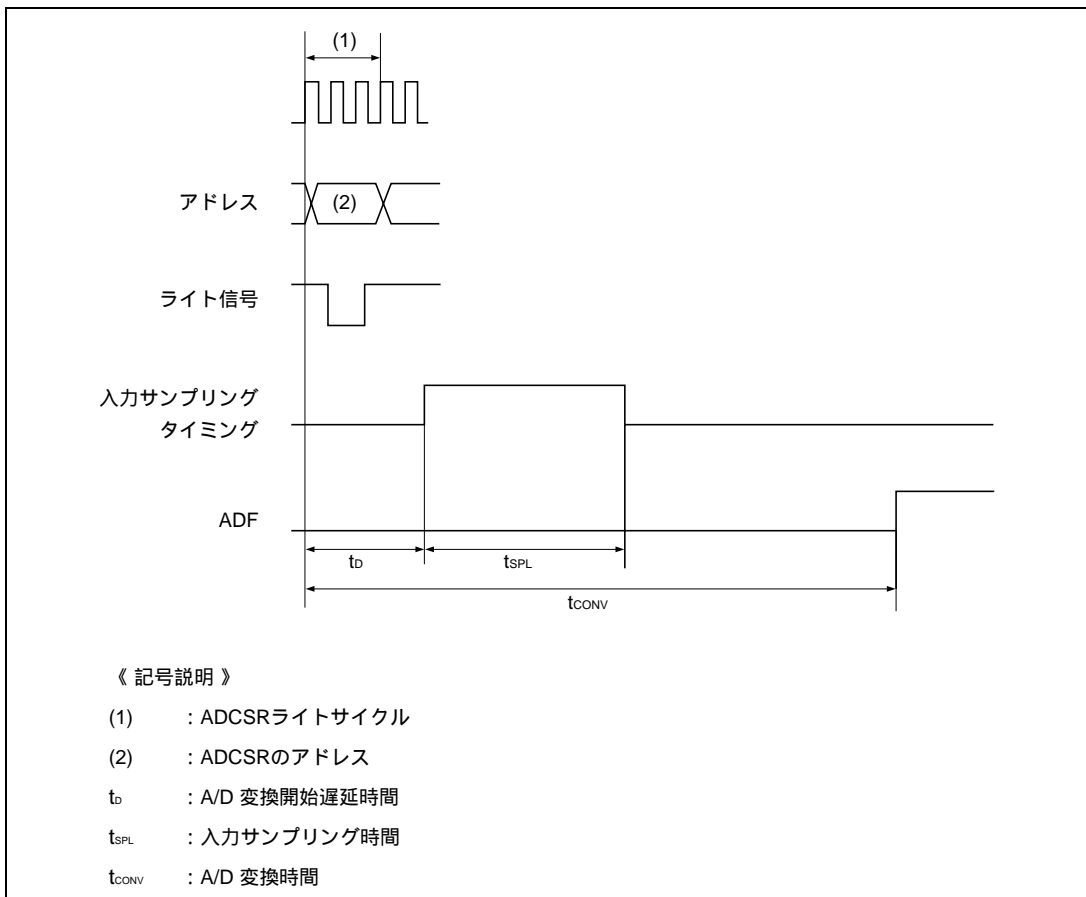 (1)
アドレス
(2)
ライト信号
入力サンプリング
タイミング
ADF
tD
tSPL
tCONV
《 記号説明 》
(1) : ADCSRライトサイクル
(2) : ADCSRのアドレス
tD : A/D 変換開始遅延時間
tSPL : 入力サンプリング時間
tCONV : A/D 変換時間